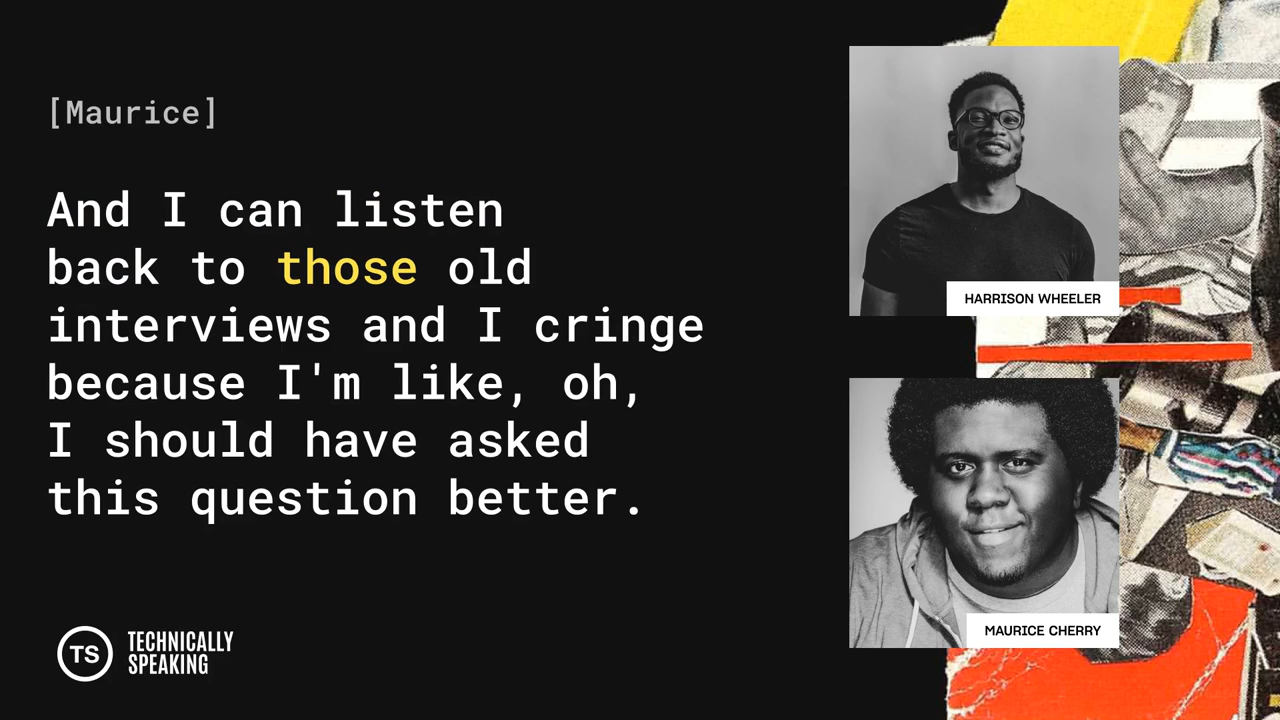 [Maurice]
And I can listen
back to those old
interviews and I cringe
because I'm like, oh,
I should have asked
this question better.
TS
TECHNICALLY
SPEAKING
HARRISON WHEELER
MAURICE CHERRY